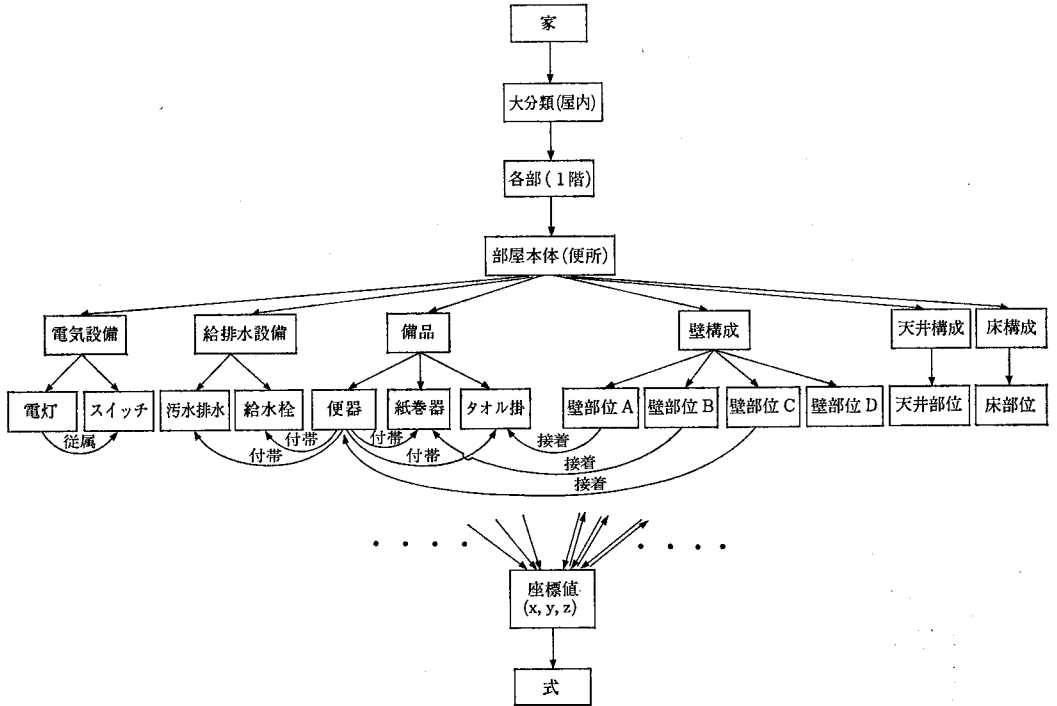 家
大分類(屋内)
各部(1階)
部屋本体(便所)
電気設備
給排水設備
備品
壁構成
天井構成
床構成
電灯
スイッチ
汚水排水
給水栓
便器
紙巻器
タオル掛
壁部位A
壁部位B
壁部位C
壁部位D
天井部位
床部位
従属
付帯
付帯
接着
付帯
付帯
接着
接着
座標値
(x, y, z)
式